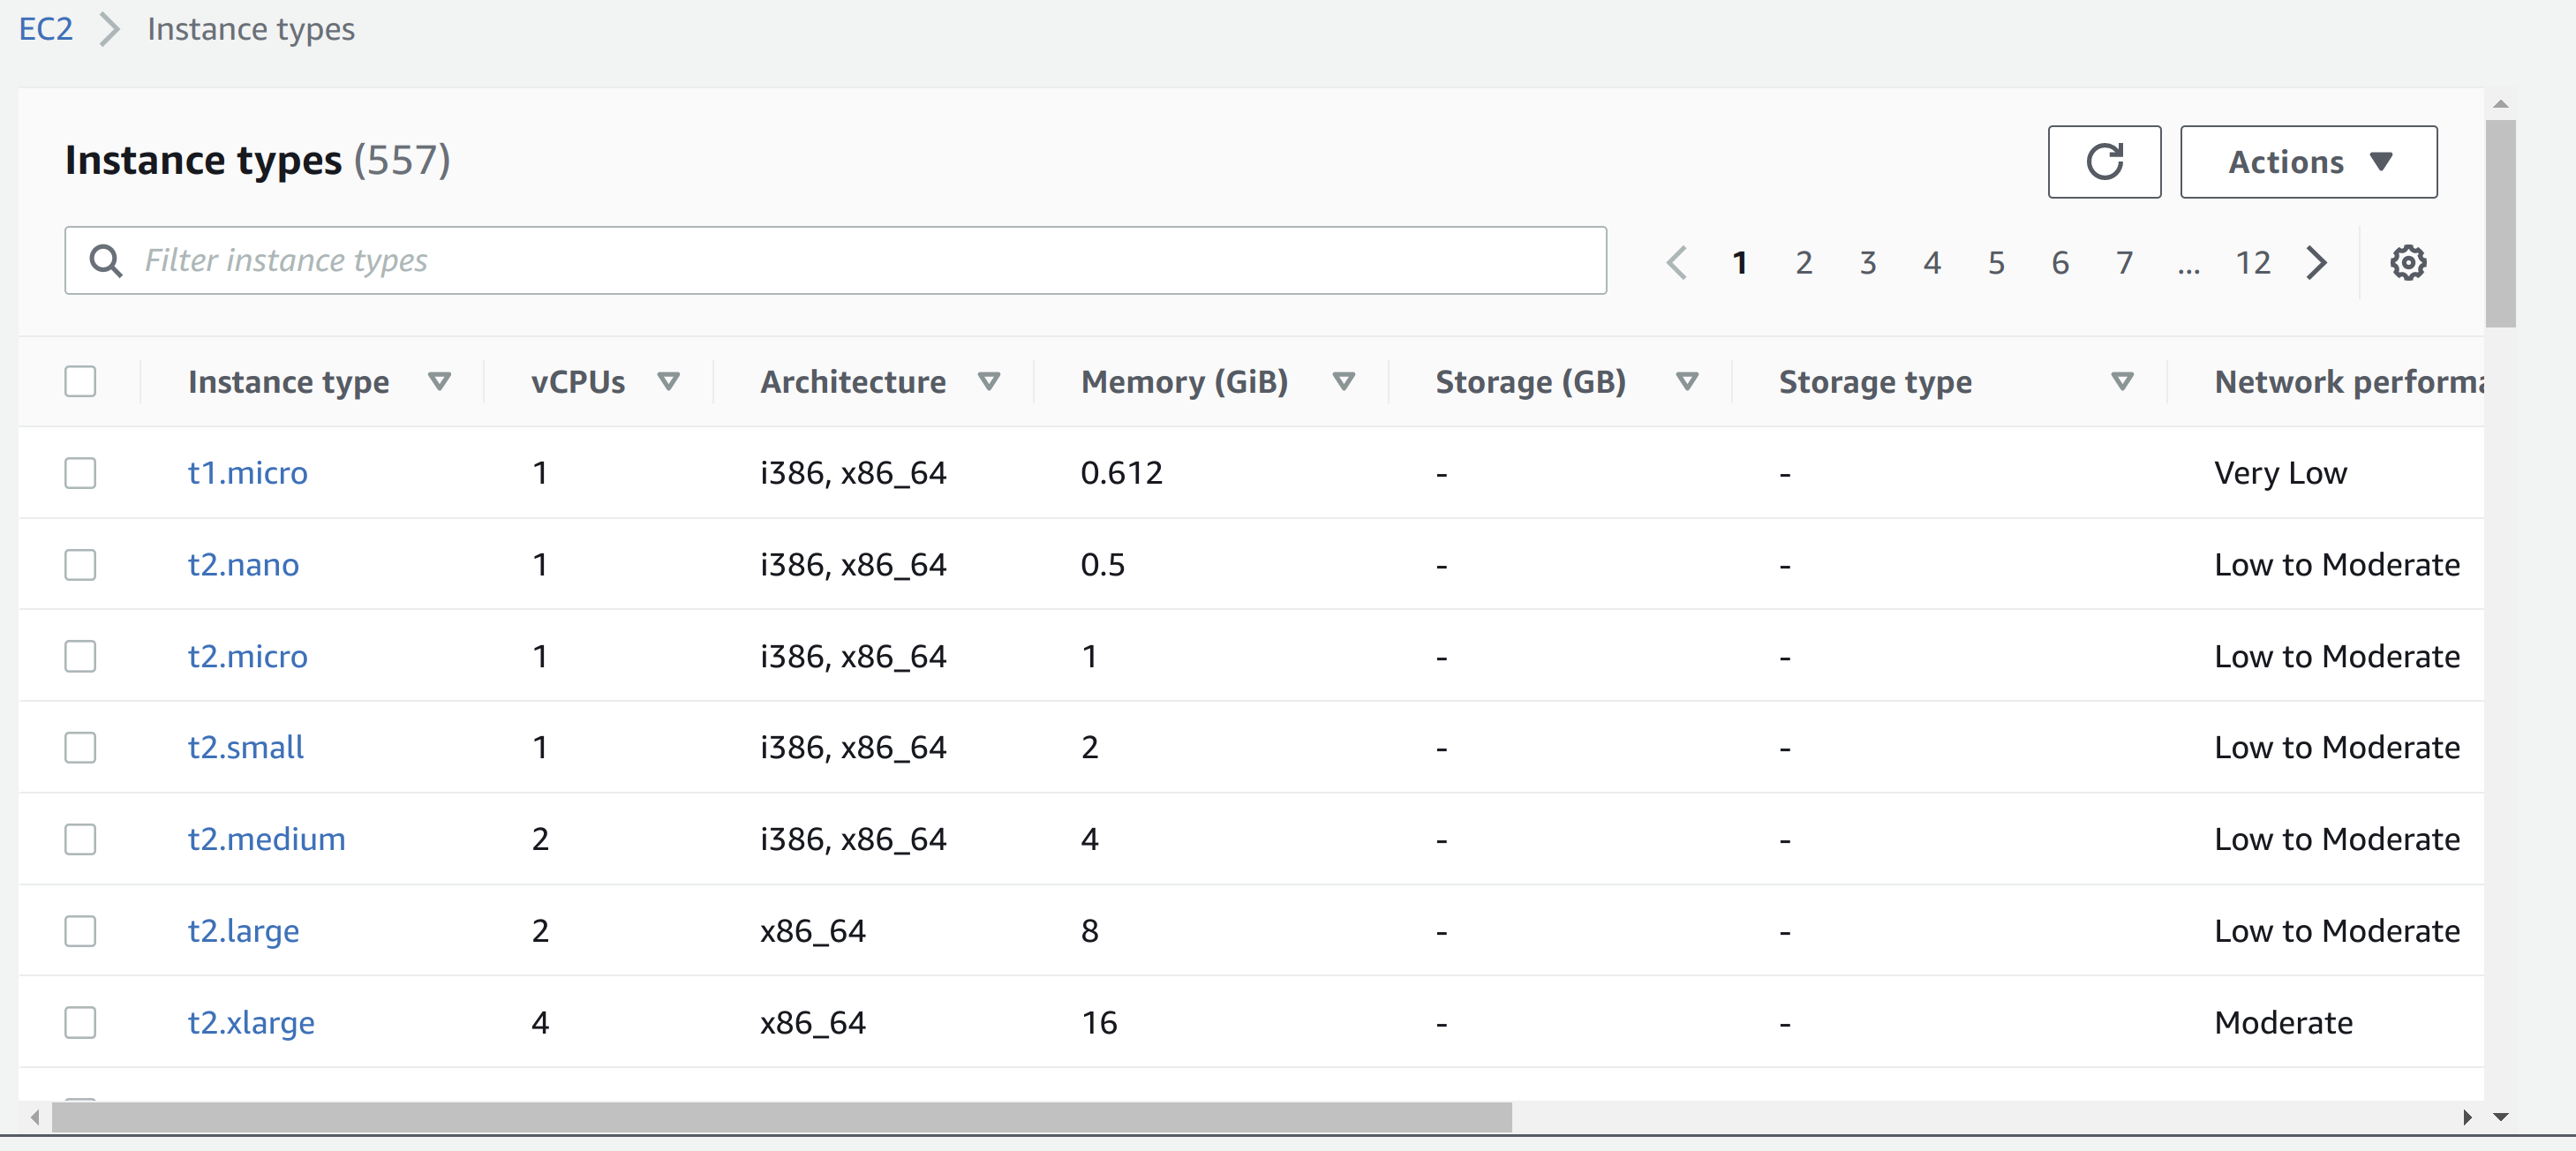 EC2 Instance types
Instance types (557)
Actions
Filter instance types
1 2 3 4 5 6 7 ... 12
Instance type vCPUs Architecture Memory (GiB) Storage (GB) Storage type Network performa
t1.micro 1 i386, x86_64 0.612 - - Very Low
t2.nano 1 i386, x86_64 0.5 - - Low to Moderate
t2.micro 1 i386, x86_64 1 - - Low to Moderate
t2.small 1 i386, x86_64 2 - - Low to Moderate
t2.medium 2 i386, x86_64 4 - - Low to Moderate
t2.large 2 x86_64 8 - - Low to Moderate
t2.xlarge 4 x86_64 16 - - Moderate